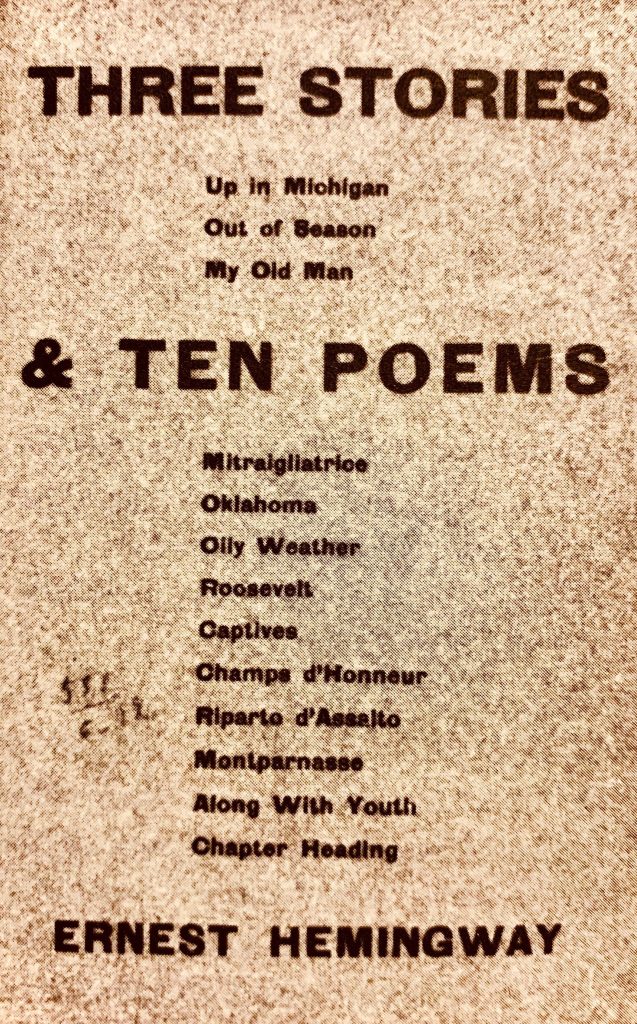 THREE STORIES
Up in Michigan
Out of Season
My Old Man
& TEN POEMS
Mitraigliatrice
Oklahoma
Oily Weather
Roosevelt
Captives
Champs d'Honneur
Riparto d'Assalto
Montparnasse
Along With Youth
Chapter Heading
ERNEST HEMINGWAY